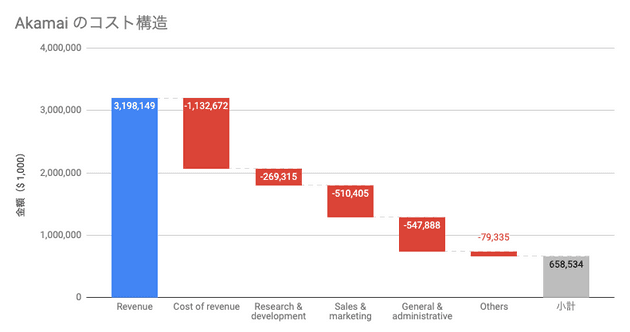 Akamai のコスト構造
4,000,000
3,000,000
2,000,000
1,000,000
0
金額（$ 1,000）
3,198,149
-1,132,672
-269,315
-510,405
-547,888
-79,335
658,534
Revenue
Cost of revenue
Research &
development
Sales &
marketing
General &
administrative
Others
小計